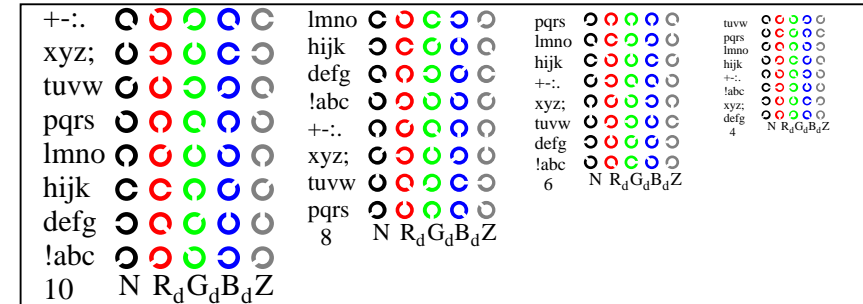 +-:.
xyz;
tuvw
pqrs
lmno
hijk
defg
!abc
10 N RdGdBdZ
lmno
hijk
defg
!abc
+-:.
xyz;
tuvw
pqrs
8 N RdGdBdZ
pqrs
lmno
hijk
+-:.
xyz;
tuvw
defg
!abc
6 N RdGdBdZ
tuvw
pqrs
lmno
hijk
+-:.
!abc
xyz;
defg
4 N RdGdBdZ